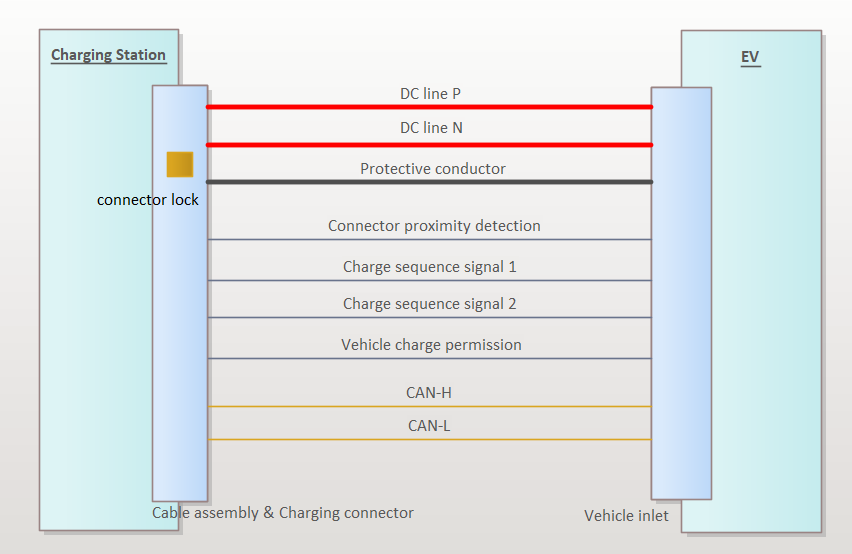 Charging Station
EV
DC line P
DC line N
Protective conductor
connector lock
Connector proximity detection
Charge sequence signal 1
Charge sequence signal 2
Vehicle charge permission
CAN-H
CAN-L
Cable assembly & Charging connector
Vehicle inlet